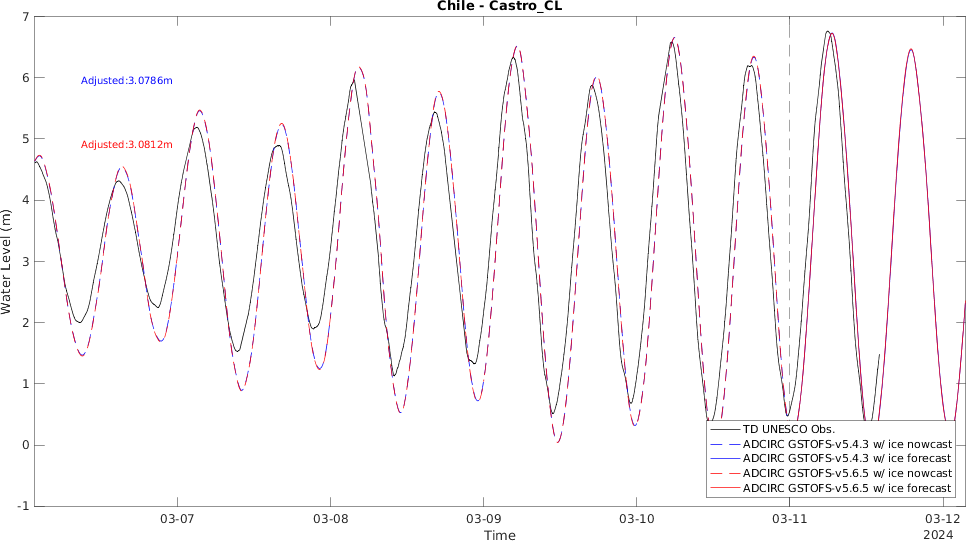 Chile - Castro_CL
7
6
5
4
3
2
1
0
-1
Water Level (m)
Adjusted:3.0786m
Adjusted:3.0812m
TD UNESCO Obs.
ADCIRC GSTOFS-v5.4.3 w/ ice nowcast
ADCIRC GSTOFS-v5.4.3 w/ ice forecast
ADCIRC GSTOFS-v5.6.5 w/ ice nowcast
ADCIRC GSTOFS-v5.6.5 w/ ice forecast
03-07 03-08 03-09 03-10 03-11 03-12
Time
2024